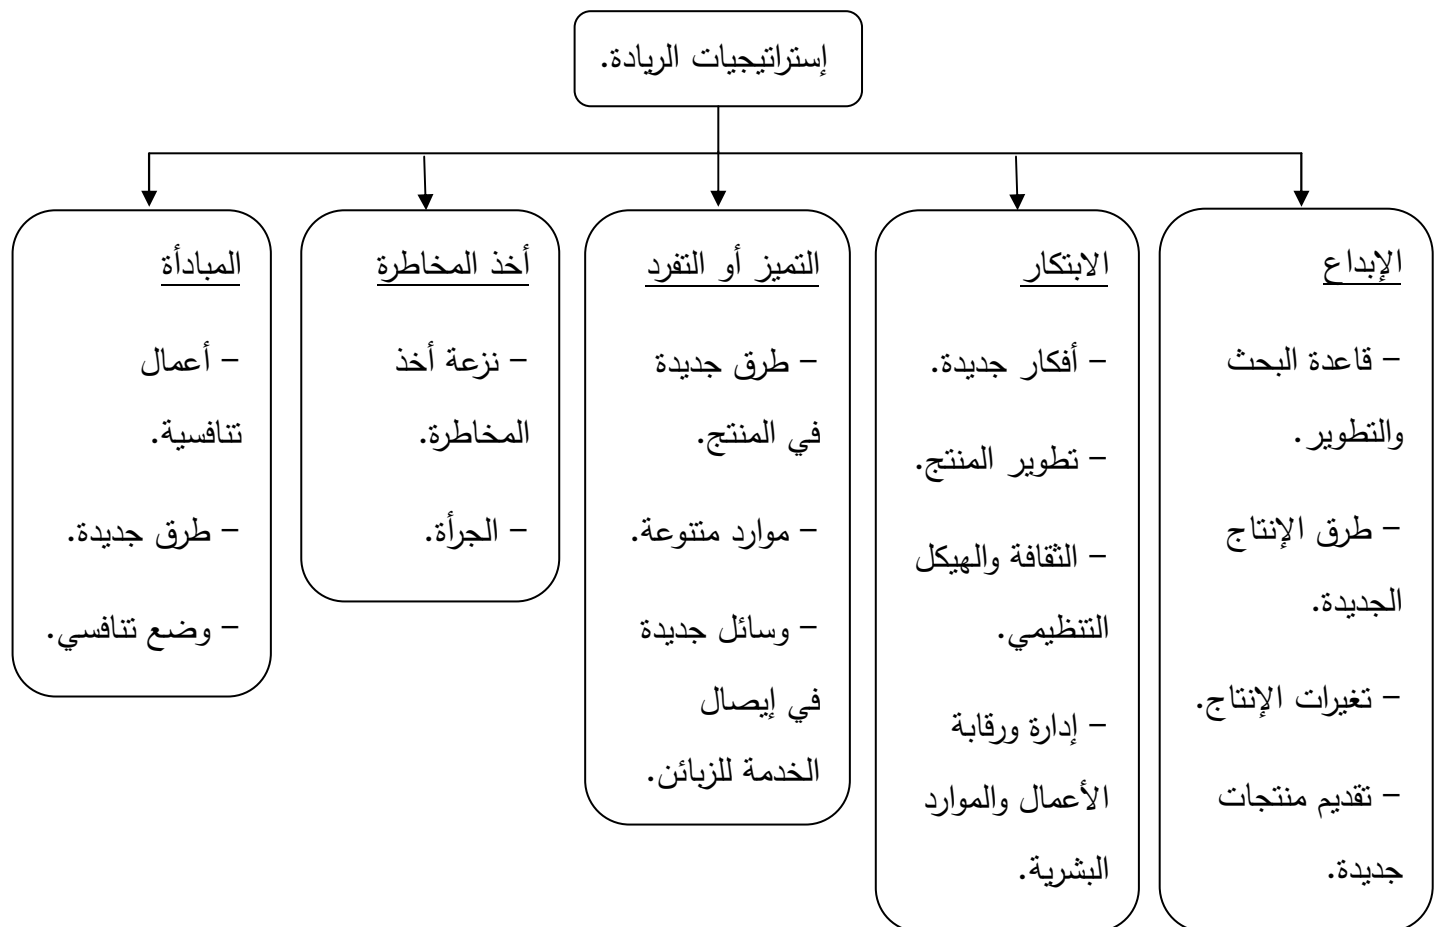 إستراتيجيات الريادة.
الإبداع
– قاعدة البحث
والتطوير.
– طرق الإنتاج
الجديدة.
– تغيرات الإنتاج.
– تقديم منتجات
جديدة.
الابتكار
– أفكار جديدة.
– تطوير المنتج.
– الثقافة والهيكل
التنظيمي.
– إدارة ورقابة
الأعمال والموارد
البشرية.
التميز أو التفرد
– طرق جديدة
في المنتج.
– موارد متنوعة.
– وسائل جديدة
في إيصال
الخدمة للزبائن.
أخذ المخاطرة
– نزعة أخذ
المخاطرة.
– الجرأة.
المبادأة
– أعمال
تنافسية.
– طرق جديدة.
– وضع تنافسي.